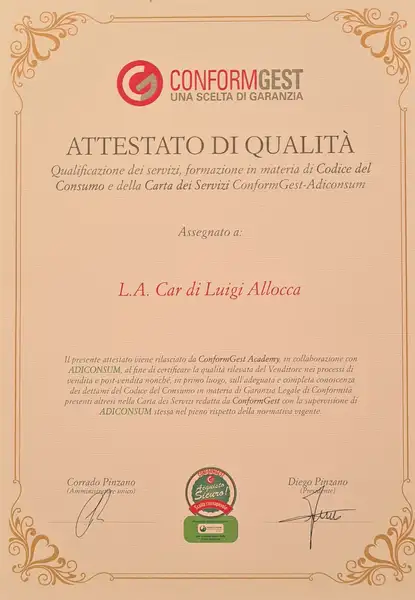 CONFORMGEST
UNA SCELTA DI GARANZIA
ATTESTATO DI QUALITÀ
Qualificazione dei servizi, formazione in materia di Codice del
Consumo e della Carta dei Servizi ConformGest-Adiconsum
Assegnato a:
L.A. Car di Luigi Allocca
Il presente attestato viene rilasciato da ConformGest Academy, in collaborazione con
ADICONSUM, al fine di certificare la qualità rilevata del Venditore nei processi di
vendita e post-vendita nonché, in primo luogo, sull'adeguata e completa conoscenza
dei dettami del Codice del Consumo in materia di Garanzia Legale di Conformità
presenti altresì nella Carta dei Servizi redatta da ConformGest con la supervisione di
ADICONSUM stessa nel pieno rispetto della normativa vigente.
Corrado Pinzano
(Amministratore unico)
Diego Pinzano
(Presidente)
Acquisto
Sicuro!